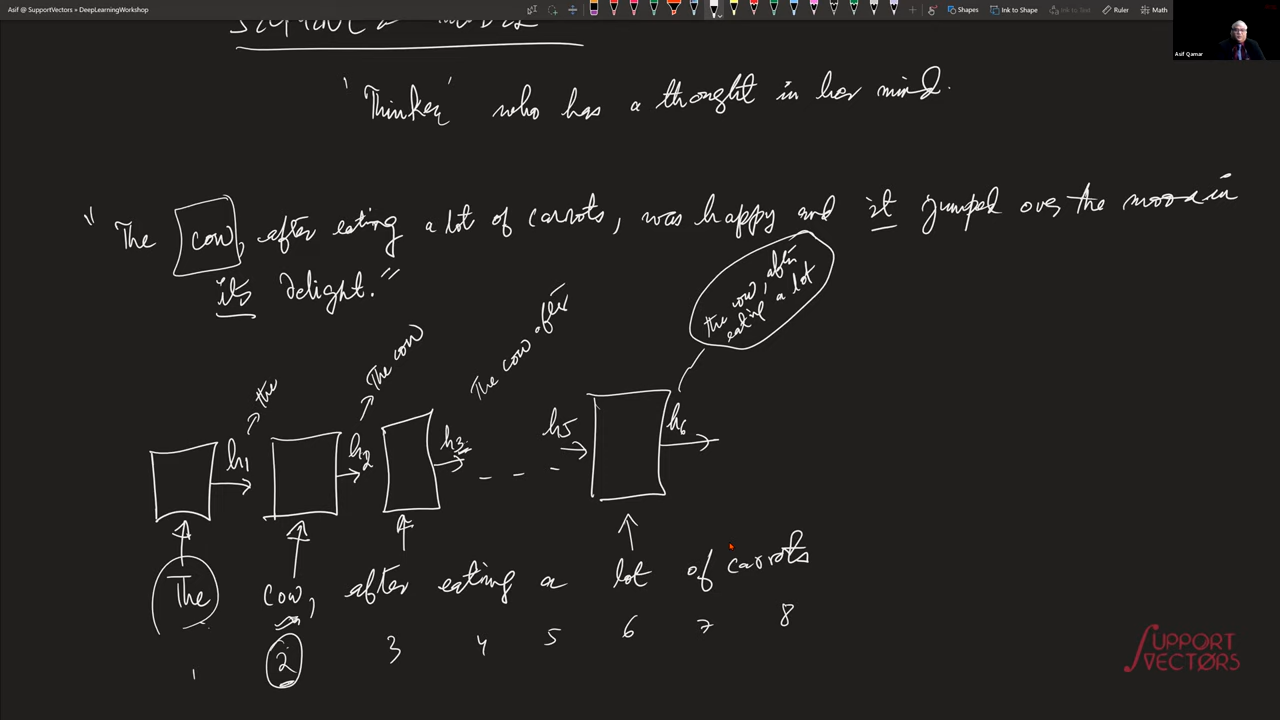 Asif @ SupportVectors » DeepLearningWorkshop
Shapes Ink to Shape Ink to Text Ruler Math
Asif Qamar
'Thinker' who has a thought in her mind.
" The cow, after eating a lot of carrots, was happy and it jumped over the moon in
its delight."
the cow, after
eating a lot
The cow after
The cow
the
h1 h2 h3 h5 h6
The cow, after eating a lot of carrots
1 2 3 4 5 6 7 8
SUPPORT
VECTORS